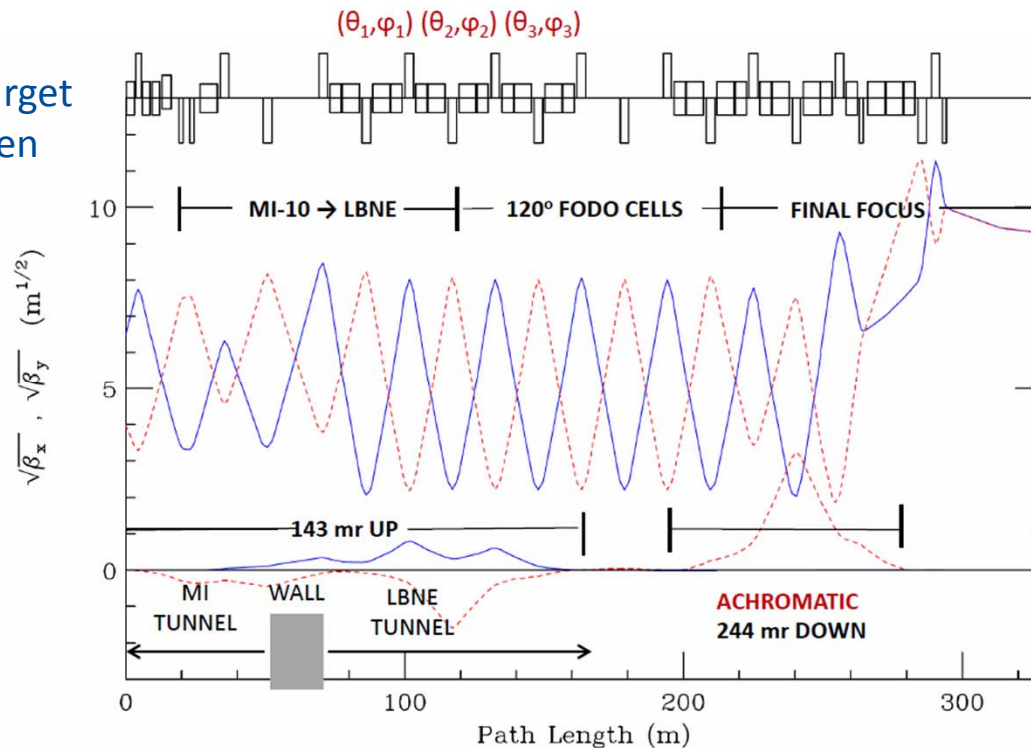 (θ₁,φ₁) (θ₂,φ₂) (θ₃,φ₃)
rget
en
MI-10 → LBNE
120º FODO CELLS
FINAL FOCUS
10
5
0
√βx , √βy (m^1/2)
143 mr UP
MI TUNNEL
WALL
LBNE TUNNEL
ACHROMATIC
244 mr DOWN
0 100 200 300
Path Length (m)